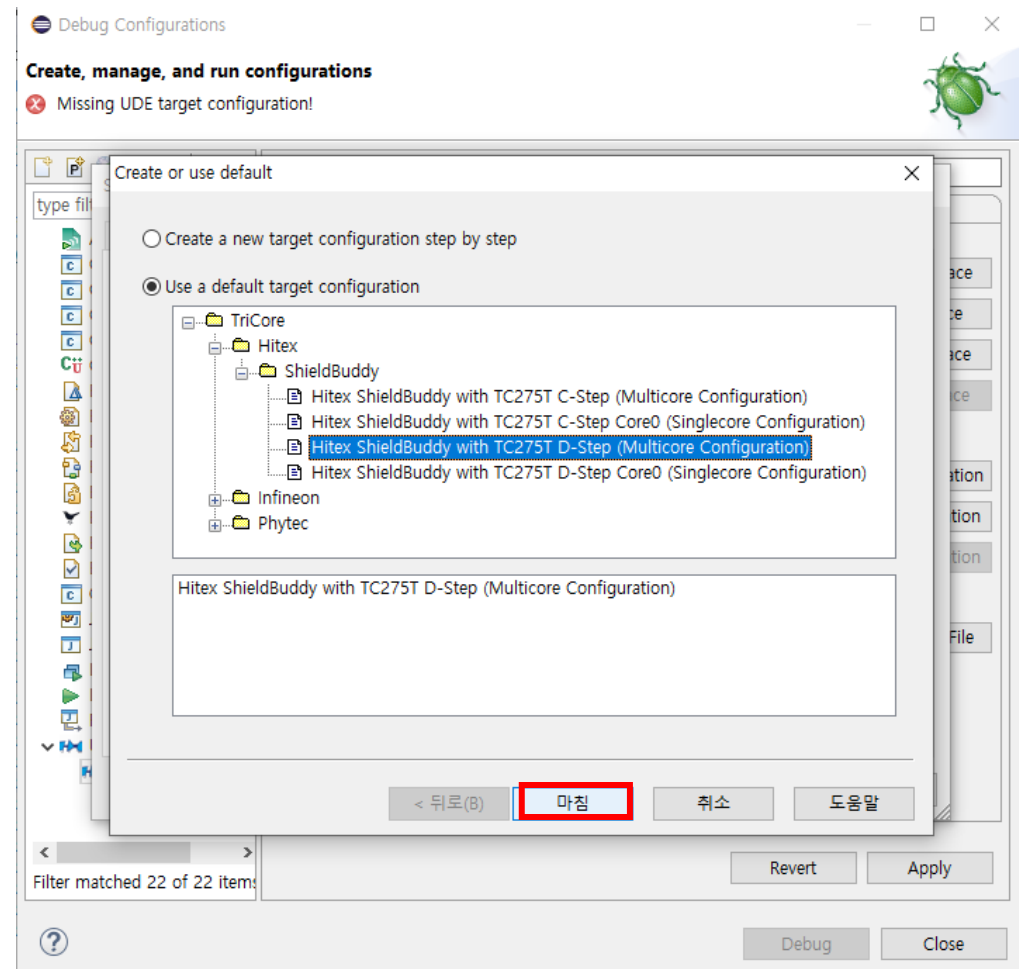 Debug Configurations
Create, manage, and run configurations
Missing UDE target configuration!
Create or use default
type filt
Create a new target configuration step by step
Use a default target configuration
TriCore
Hitex
ShieldBuddy
Hitex ShieldBuddy with TC275T C-Step (Multicore Configuration)
Hitex ShieldBuddy with TC275T C-Step Core0 (Singlecore Configuration)
Hitex ShieldBuddy with TC275T D-Step (Multicore Configuration)
Hitex ShieldBuddy with TC275T D-Step Core0 (Singlecore Configuration)
Infineon
Phytec
Hitex ShieldBuddy with TC275T D-Step (Multicore Configuration)
ace
ce
ace
ice
ation
tion
tion
File
< 뒤로(B)
마침
취소
도움말
Filter matched 22 of 22 items
Revert
Apply
Debug
Close